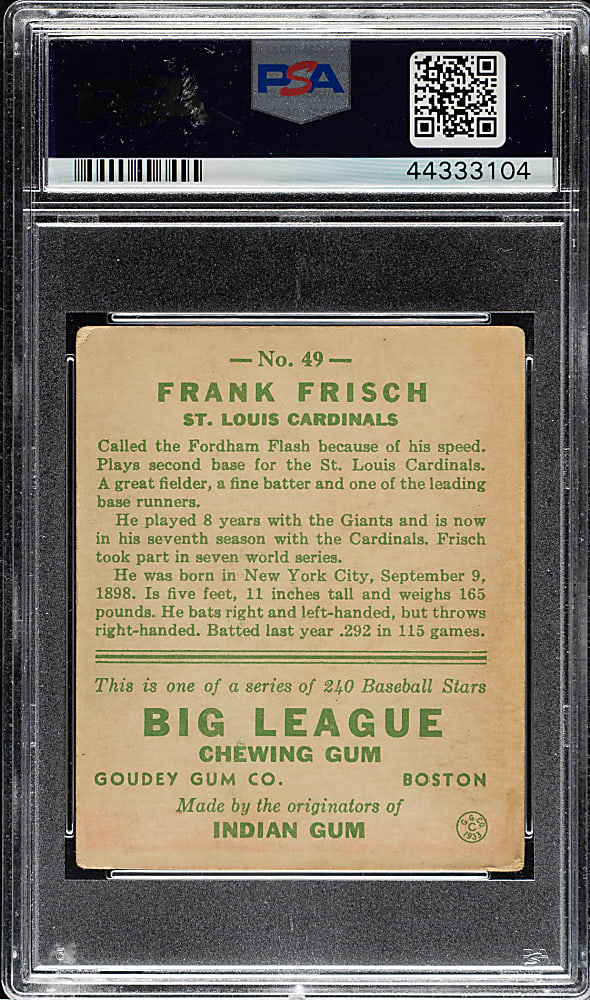 PSA
PSA
44333104
— No. 49 —
FRANK FRISCH
ST. LOUIS CARDINALS
Called the Fordham Flash because of his speed.
Plays second base for the St. Louis Cardinals.
A great fielder, a fine batter and one of the leading
base runners.
He played 8 years with the Giants and is now
in his seventh season with the Cardinals. Frisch
took part in seven world series.
He was born in New York City, September 9,
1898. Is five feet, 11 inches tall and weighs 165
pounds. He bats right and left-handed, but throws
right-handed. Batted last year .292 in 115 games.
This is one of a series of 240 Baseball Stars
BIG LEAGUE
CHEWING GUM
GOUDEY GUM CO. BOSTON
Made by the originators of
INDIAN GUM
G.G.CO.
C
1933